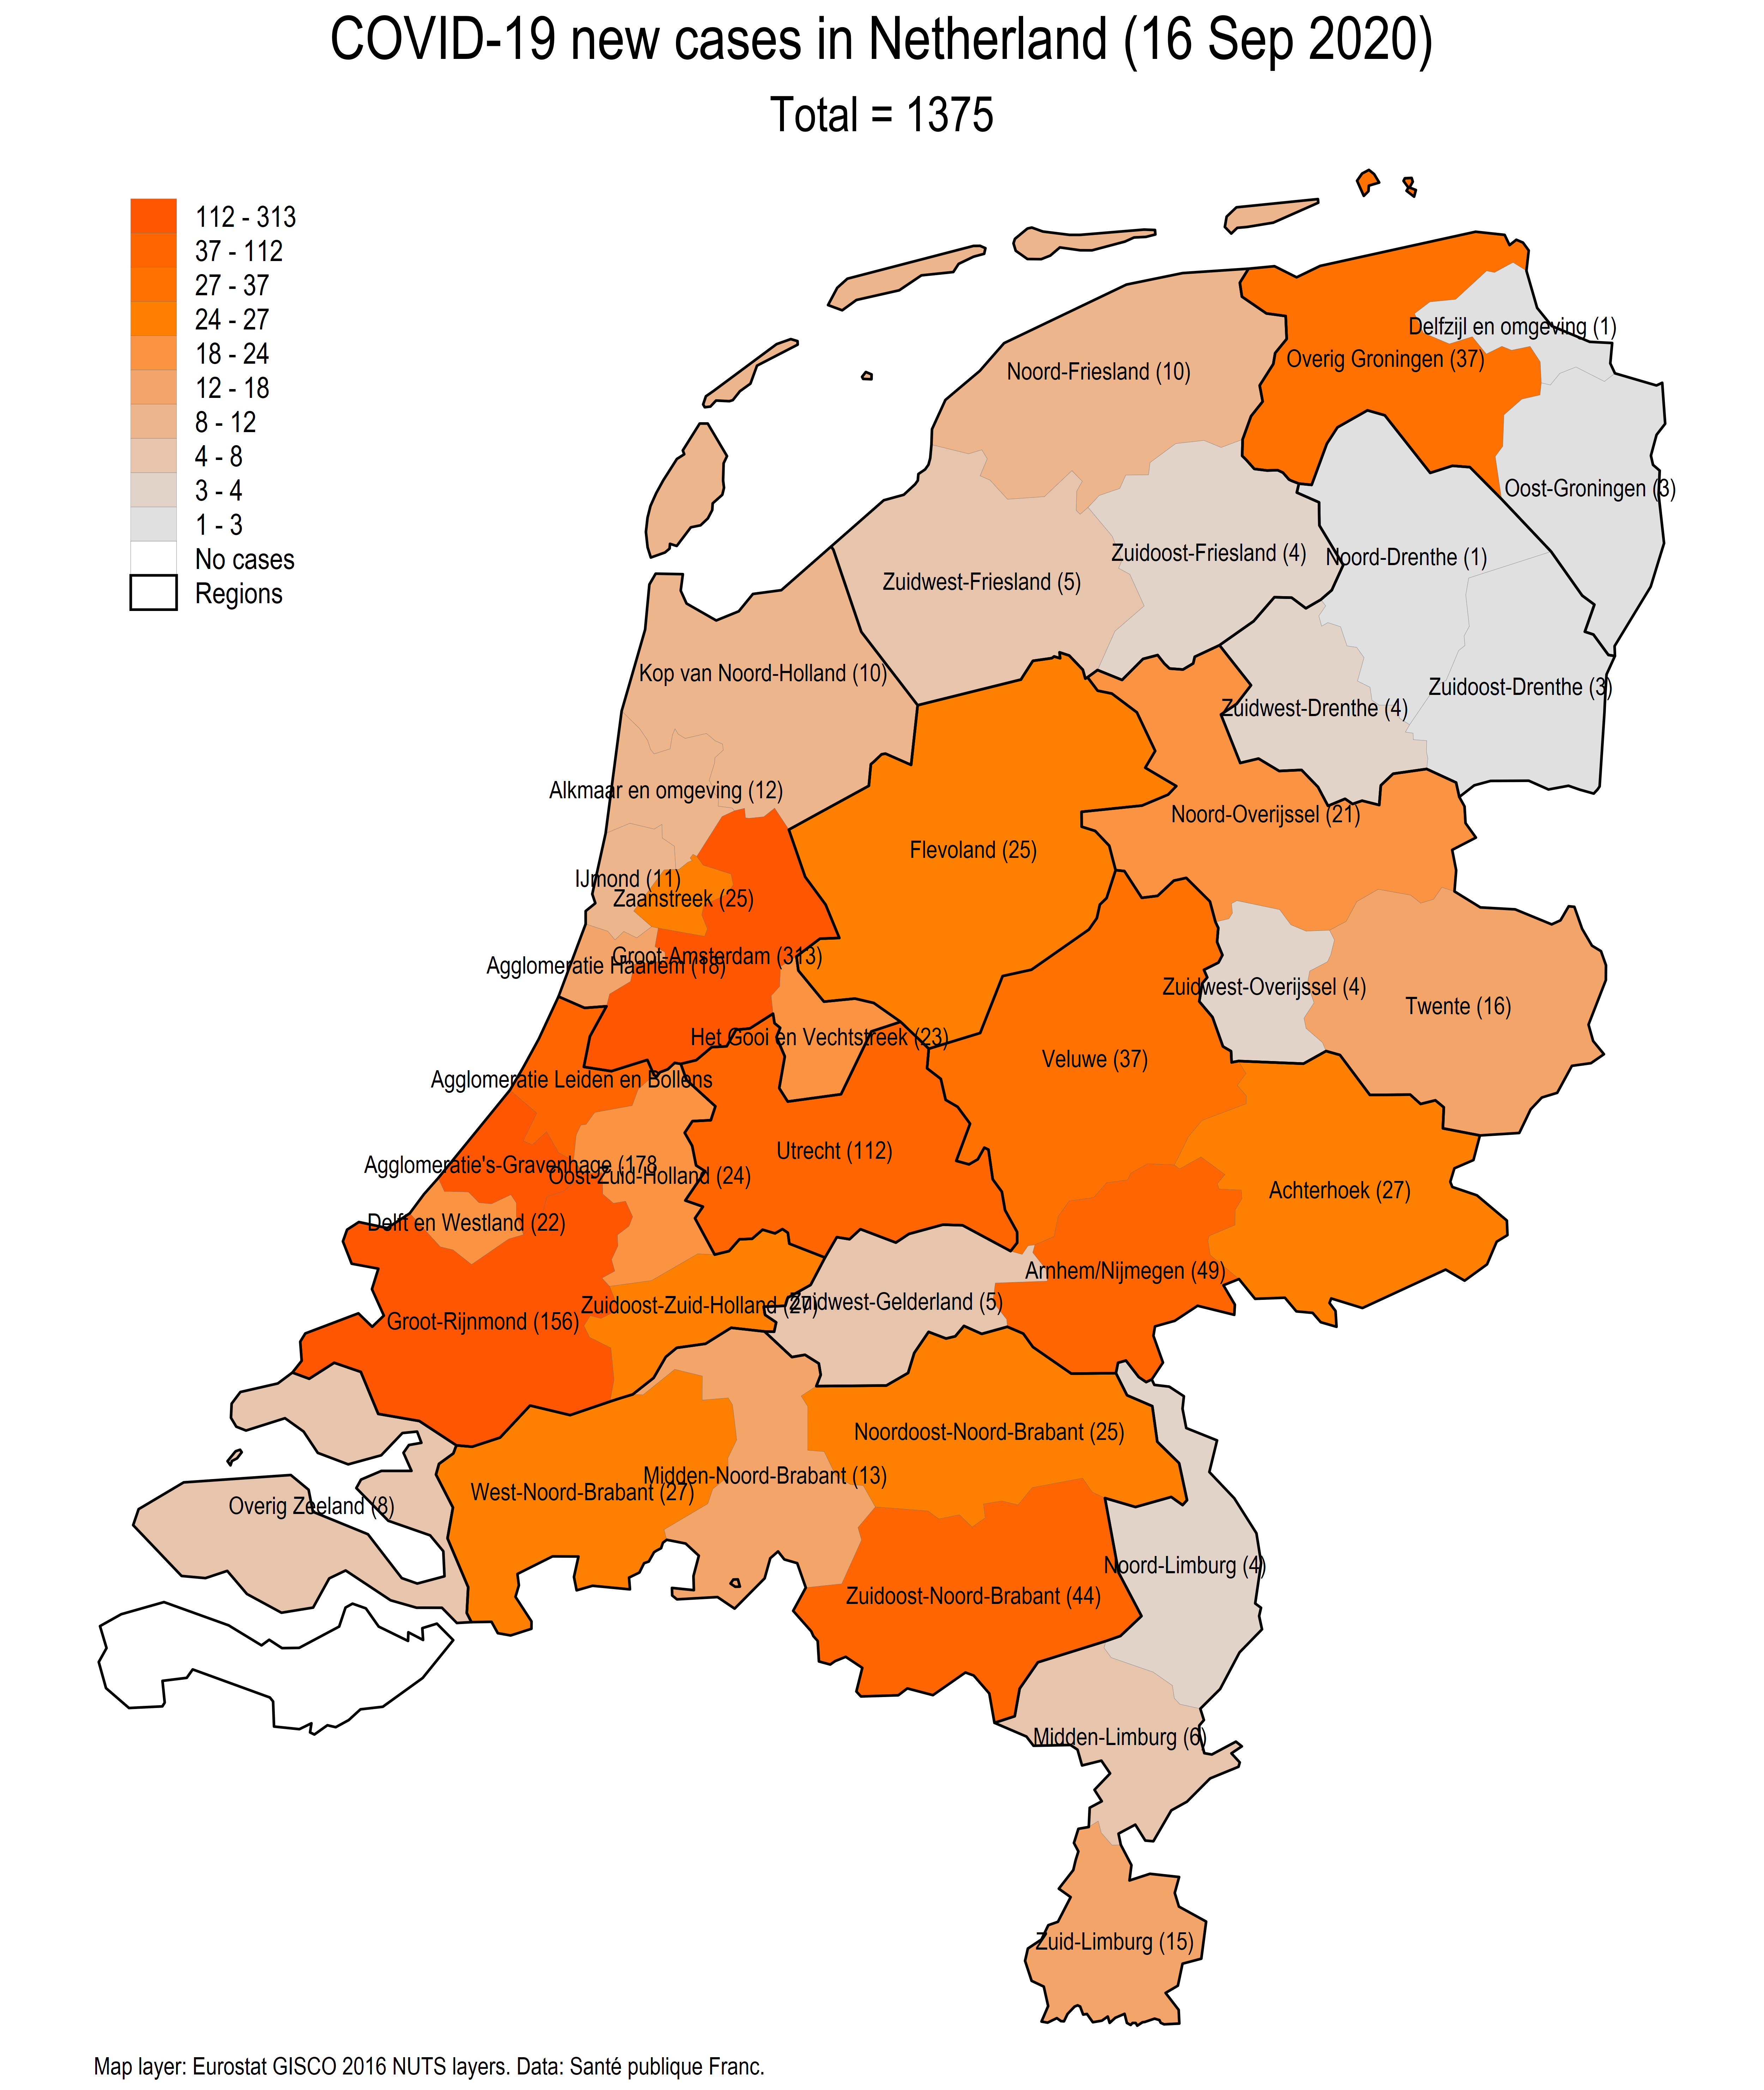 COVID-19 new cases in Netherland (16 Sep 2020)
Total = 1375
112 - 313
37 - 112
27 - 37
24 - 27
18 - 24
12 - 18
8 - 12
4 - 8
3 - 4
1 - 3
No cases
Regions
Delfzijl en omgeving (1)
Overig Groningen (37)
Noord-Friesland (10)
Oost-Groningen (3)
Zuidoost-Friesland (4)
Noord-Drenthe (1)
Zuidwest-Friesland (5)
Kop van Noord-Holland (10)
Zuidoost-Drenthe (3)
Zuidwest-Drenthe (4)
Alkmaar en omgeving (12)
Noord-Overijssel (21)
Flevoland (25)
IJmond (11)
Zaanstreek (25)
Groot-Amsterdam (313)
Agglomeratie Haarlem (18)
Zuidwest-Overijssel (4)
Twente (16)
Het Gooi en Vechtstreek (23)
Veluwe (37)
Agglomeratie Leiden en Bollens
Utrecht (112)
Agglomeratie's-Gravenhage (178
Oost-Zuid-Holland (24)
Achterhoek (27)
Delft en Westland (22)
Arnhem/Nijmegen (49)
Zuidwest-Gelderland (5)
Zuidoost-Zuid-Holland (27)
Groot-Rijnmond (156)
Noordoost-Noord-Brabant (25)
Midden-Noord-Brabant (13)
West-Noord-Brabant (27)
Overig Zeeland (8)
Noord-Limburg (4)
Zuidoost-Noord-Brabant (44)
Midden-Limburg (6)
Zuid-Limburg (15)
Map layer: Eurostat GISCO 2016 NUTS layers. Data: Santé publique Franc.